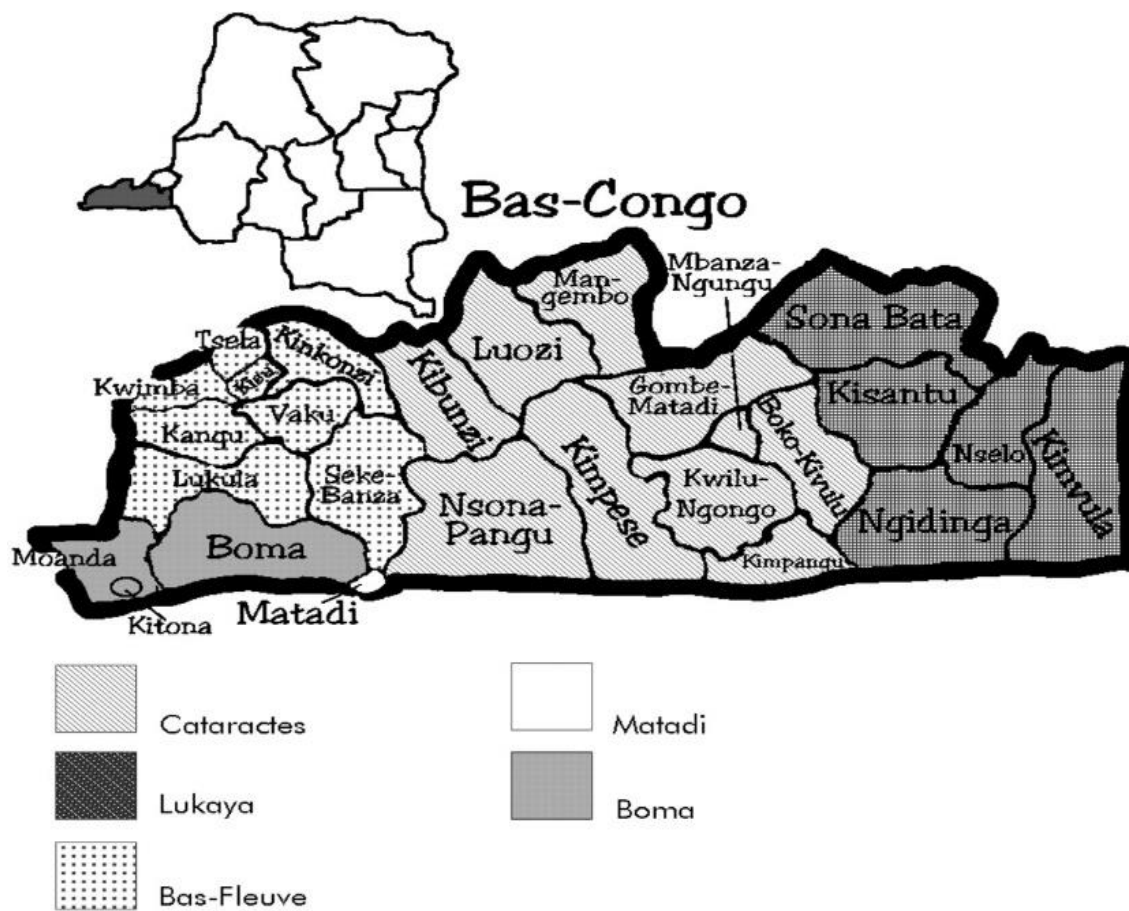 Bas-Congo
Man-
gembo
Mbanza-
Ngungu
Sona Bata
Tsela
Kinkonzi
Luozi
Kwimba
Kibunzi
Gombe-
Matadi
Kisantu
Vaku
Kangu
Boko-Kivulu
Kimpese
Nselo
Kimvula
Lukula
Seke-
Banza
Kwilu-
Ngongo
Nsona-
Pangu
Ngidinga
Boma
Moanda
Kimpangu
Kitona
Matadi
Cataractes
Matadi
Lukaya
Boma
Bas-Fleuve